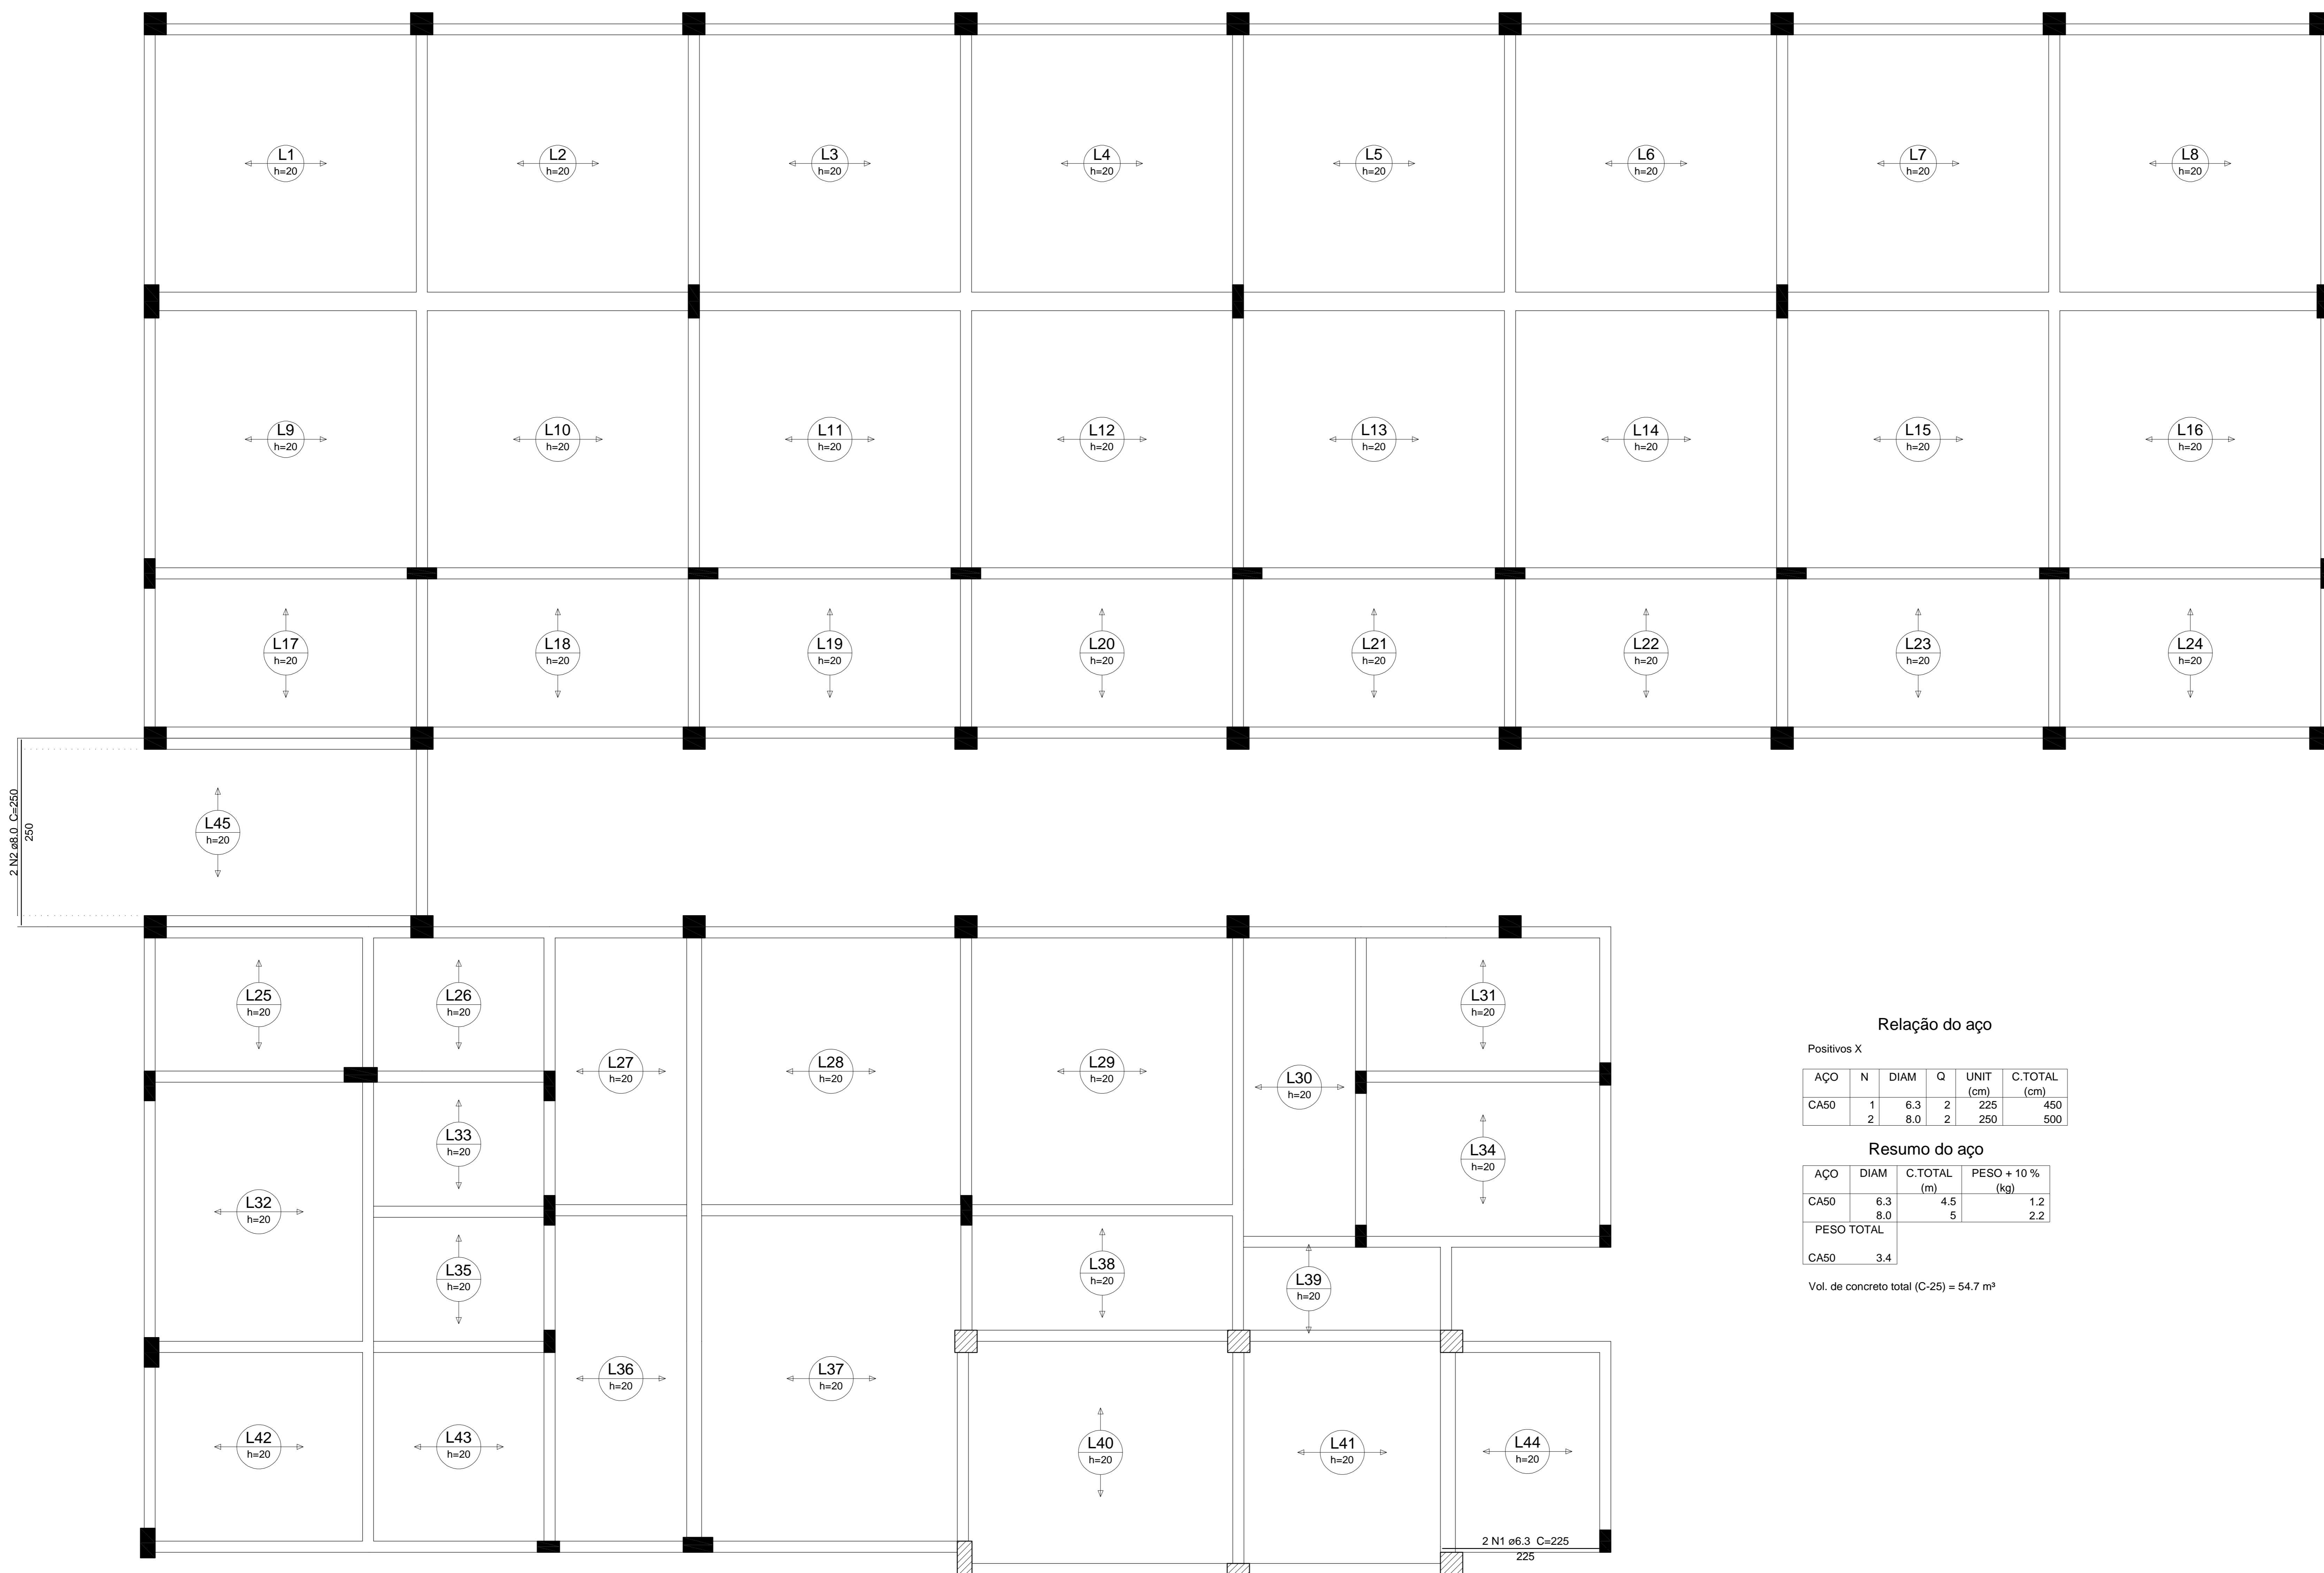 L1
h=20
L2
h=20
L3
h=20
L4
h=20
L5
h=20
L6
h=20
L7
h=20
L8
h=20
L9
h=20
L10
h=20
L11
h=20
L12
h=20
L13
h=20
L14
h=20
L15
h=20
L16
h=20
L17
h=20
L18
h=20
L19
h=20
L20
h=20
L21
h=20
L22
h=20
L23
h=20
L24
h=20
2 N2 ø8.0 C=250
250
L45
h=20
L25
h=20
L26
h=20
L27
h=20
L28
h=20
L29
h=20
L30
h=20
L31
h=20
L32
h=20
L33
h=20
L34
h=20
L35
h=20
L36
h=20
L37
h=20
L38
h=20
L39
h=20
L40
h=20
L41
h=20
L42
h=20
L43
h=20
L44
h=20
2 N1 ø6.3 C=225
225
Relação do aço
Positivos X
AÇO N DIAM Q UNIT C.TOTAL
(cm) (cm)
CA50 1 6.3 2 225 450
2 8.0 2 250 500
Resumo do aço
AÇO DIAM C.TOTAL PESO + 10 %
(m) (kg)
CA50 6.3 4.5 1.2
8.0 5 2.2
PESO TOTAL
CA50 3.4
Vol. de concreto total (C-25) = 54.7 m³